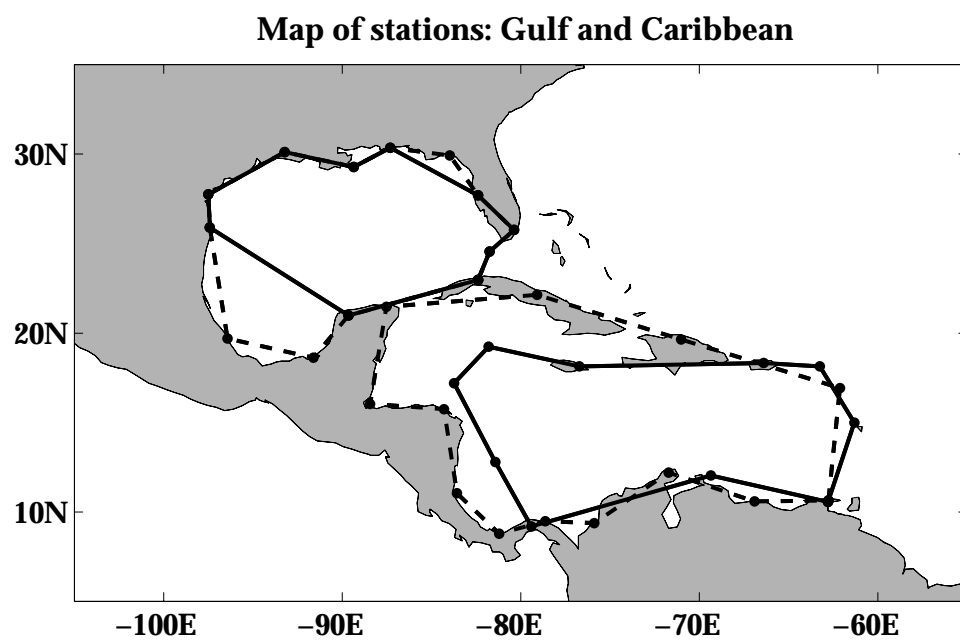 Map of stations: Gulf and Caribbean
30N
20N
10N
−100E −90E −80E −70E −60E